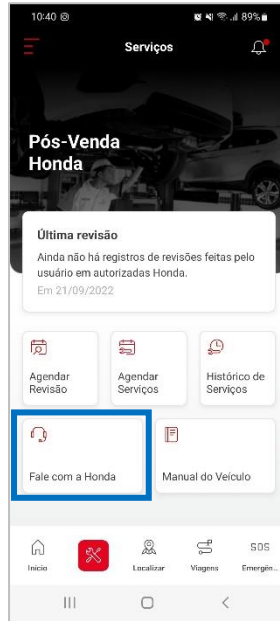 10:40
89%
Serviços
Pós-Venda
Honda
Última revisão
Ainda não há registros de revisões feitas pelo
usuário em autorizadas Honda.
Em 21/09/2022
Agendar
Revisão
Agendar
Serviços
Histórico de
Serviços
Fale com a Honda
Manual do Veículo
Início
Localizar
Viagens
SOS
Emergên...